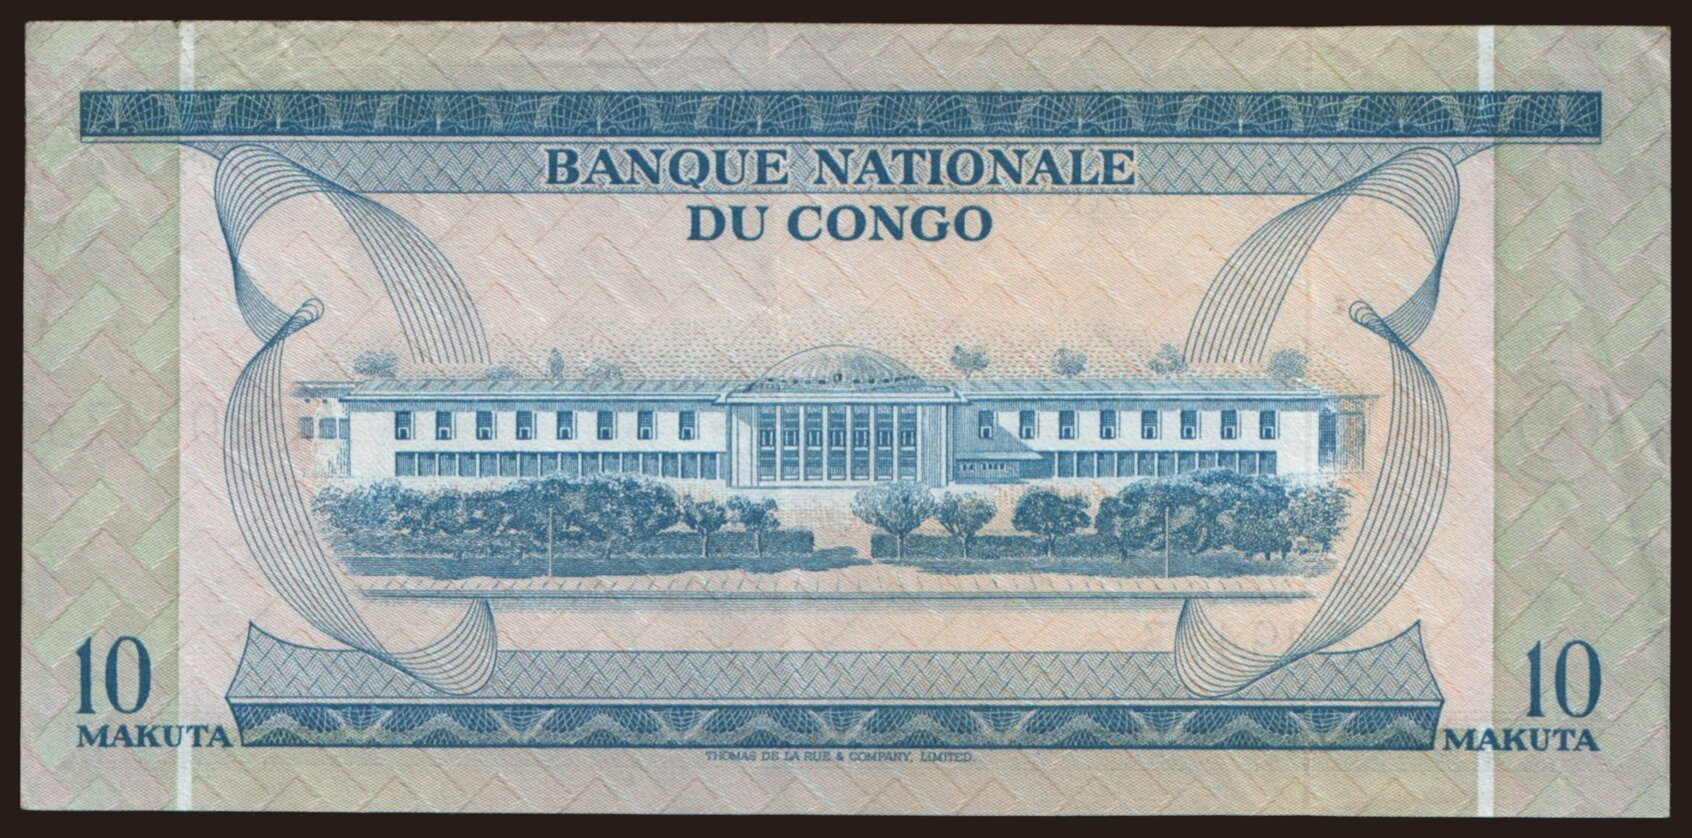 BANQUE NATIONALE
DU CONGO
10
MAKUTA
10
MAKUTA
THOMAS DE LA RUE & COMPANY, LIMITED.